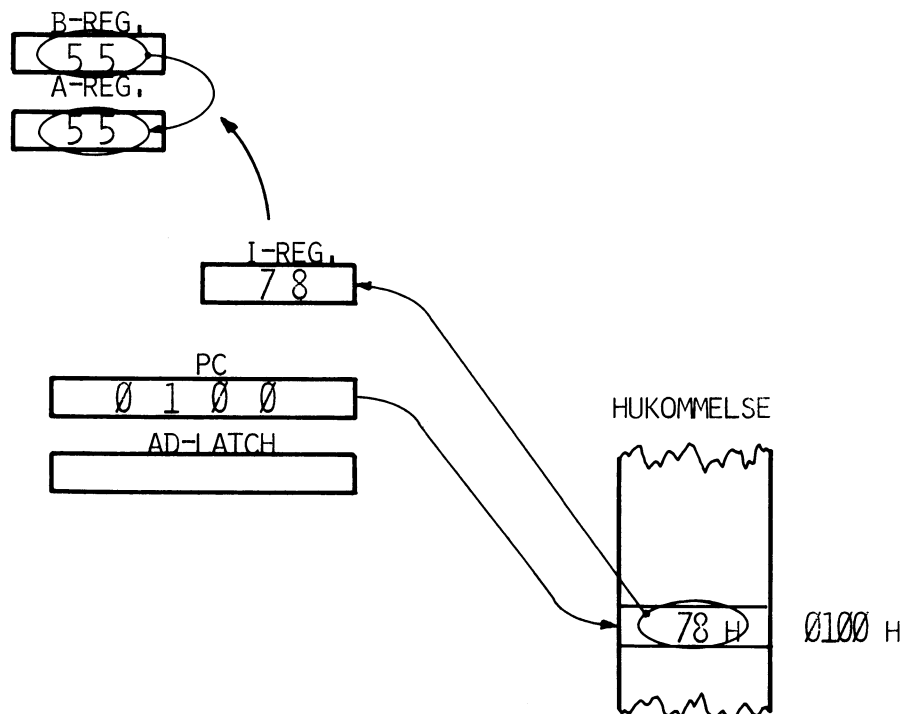 B-REG.
55
A-REG.
55
I-REG.
78
PC
Ø1ØØ
AD-LATCH
HUKOMMELSE
78 H Ø1ØØ H